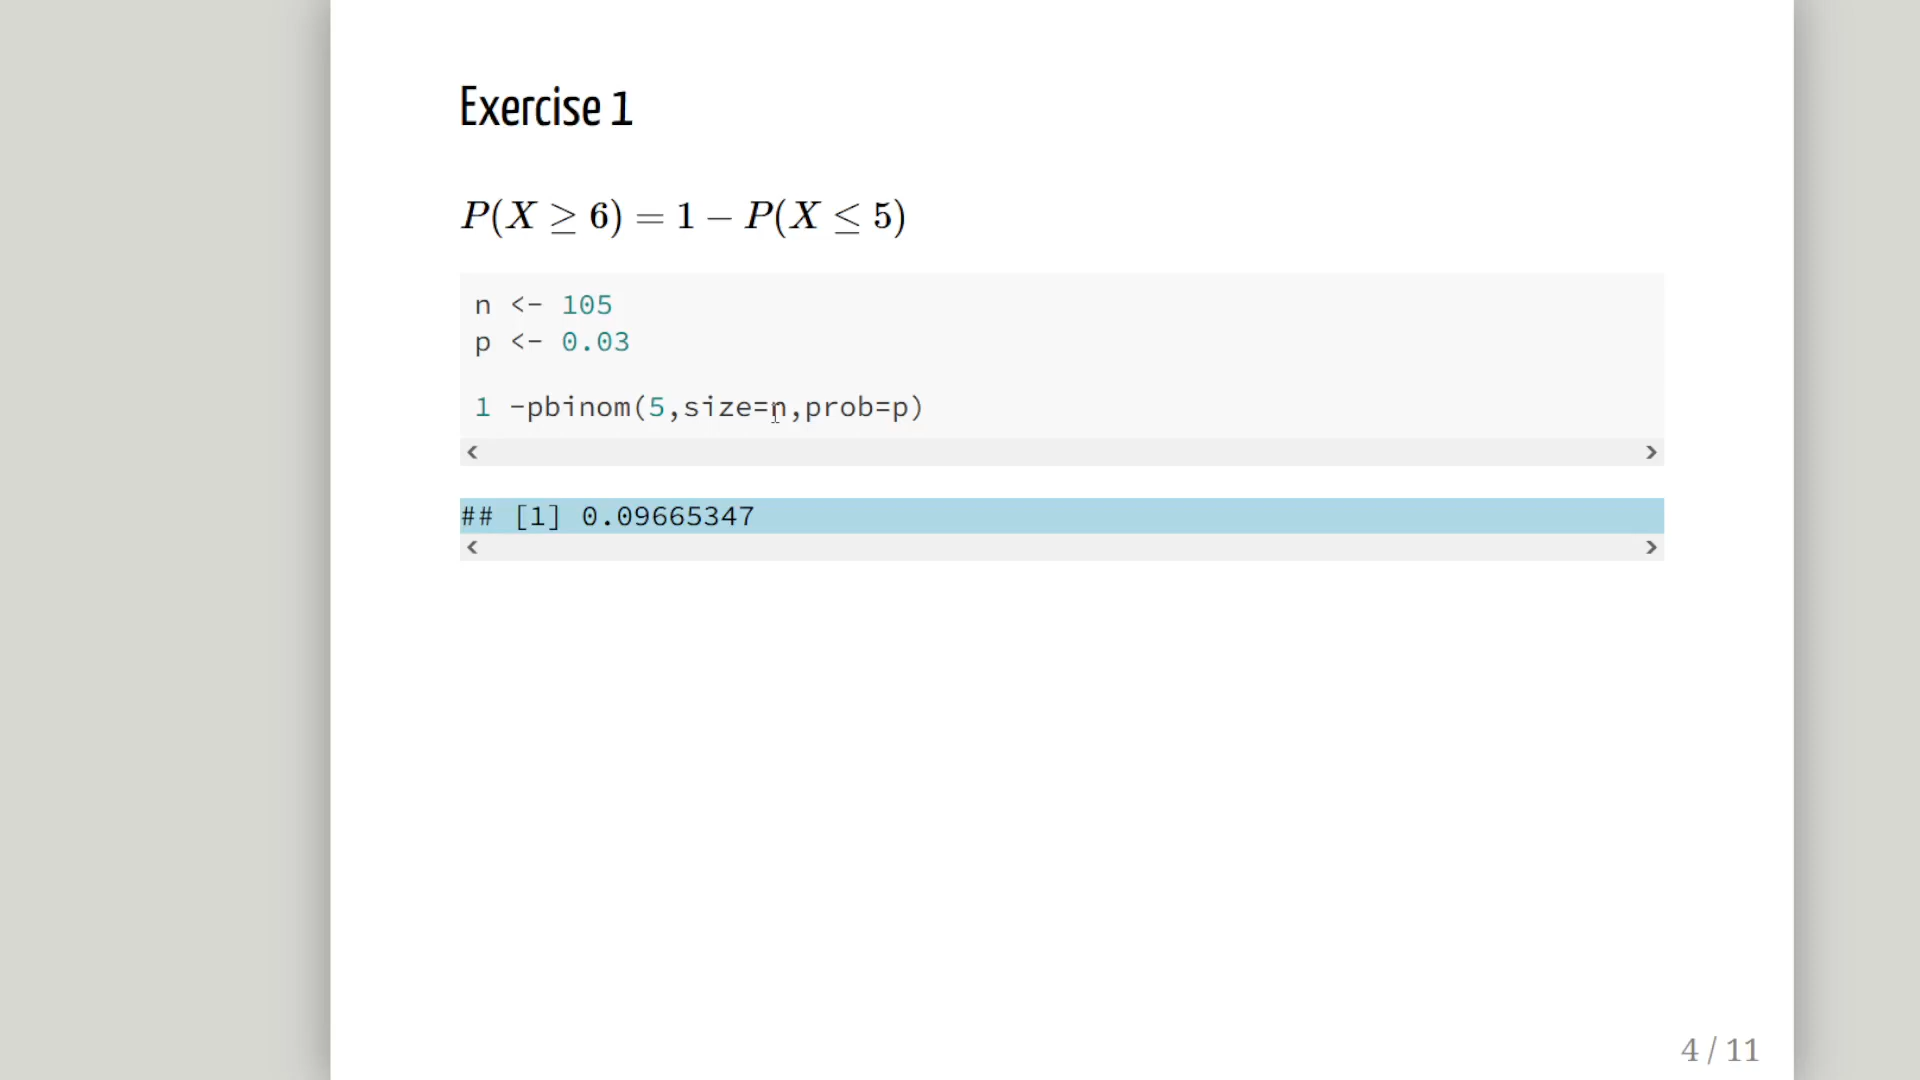 Exercise 1
P(X ≥ 6) = 1 − P(X ≤ 5)
n <- 105
p <- 0.03
1 -pbinom(5,size=n,prob=p)
## [1] 0.09665347
4 / 11